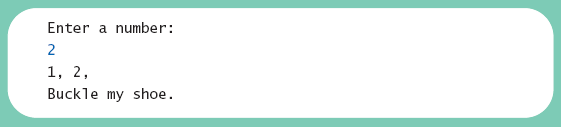 Enter a number:
2
1, 2,
Buckle my shoe.